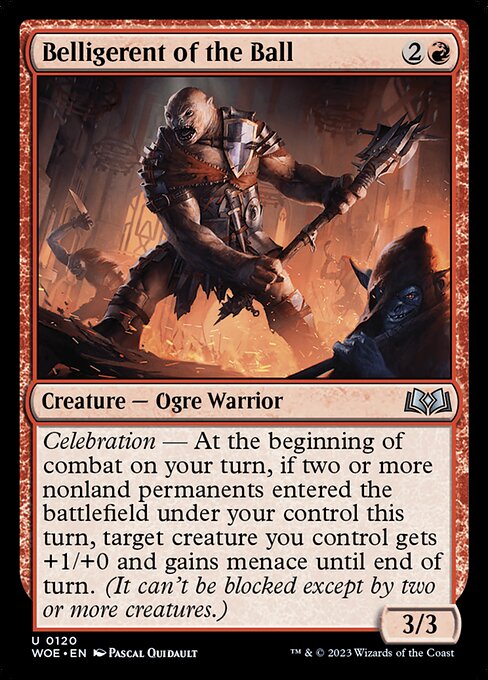 Belligerent of the Ball 2
Creature — Ogre Warrior
Celebration — At the beginning of
combat on your turn, if two or more
nonland permanents entered the
battlefield under your control this
turn, target creature you control gets
+1/+0 and gains menace until end of
turn. (It can't be blocked except by two
or more creatures.)
3/3
U 0120
WOE • EN Pascal Quidault
™ & © 2023 Wizards of the Coast